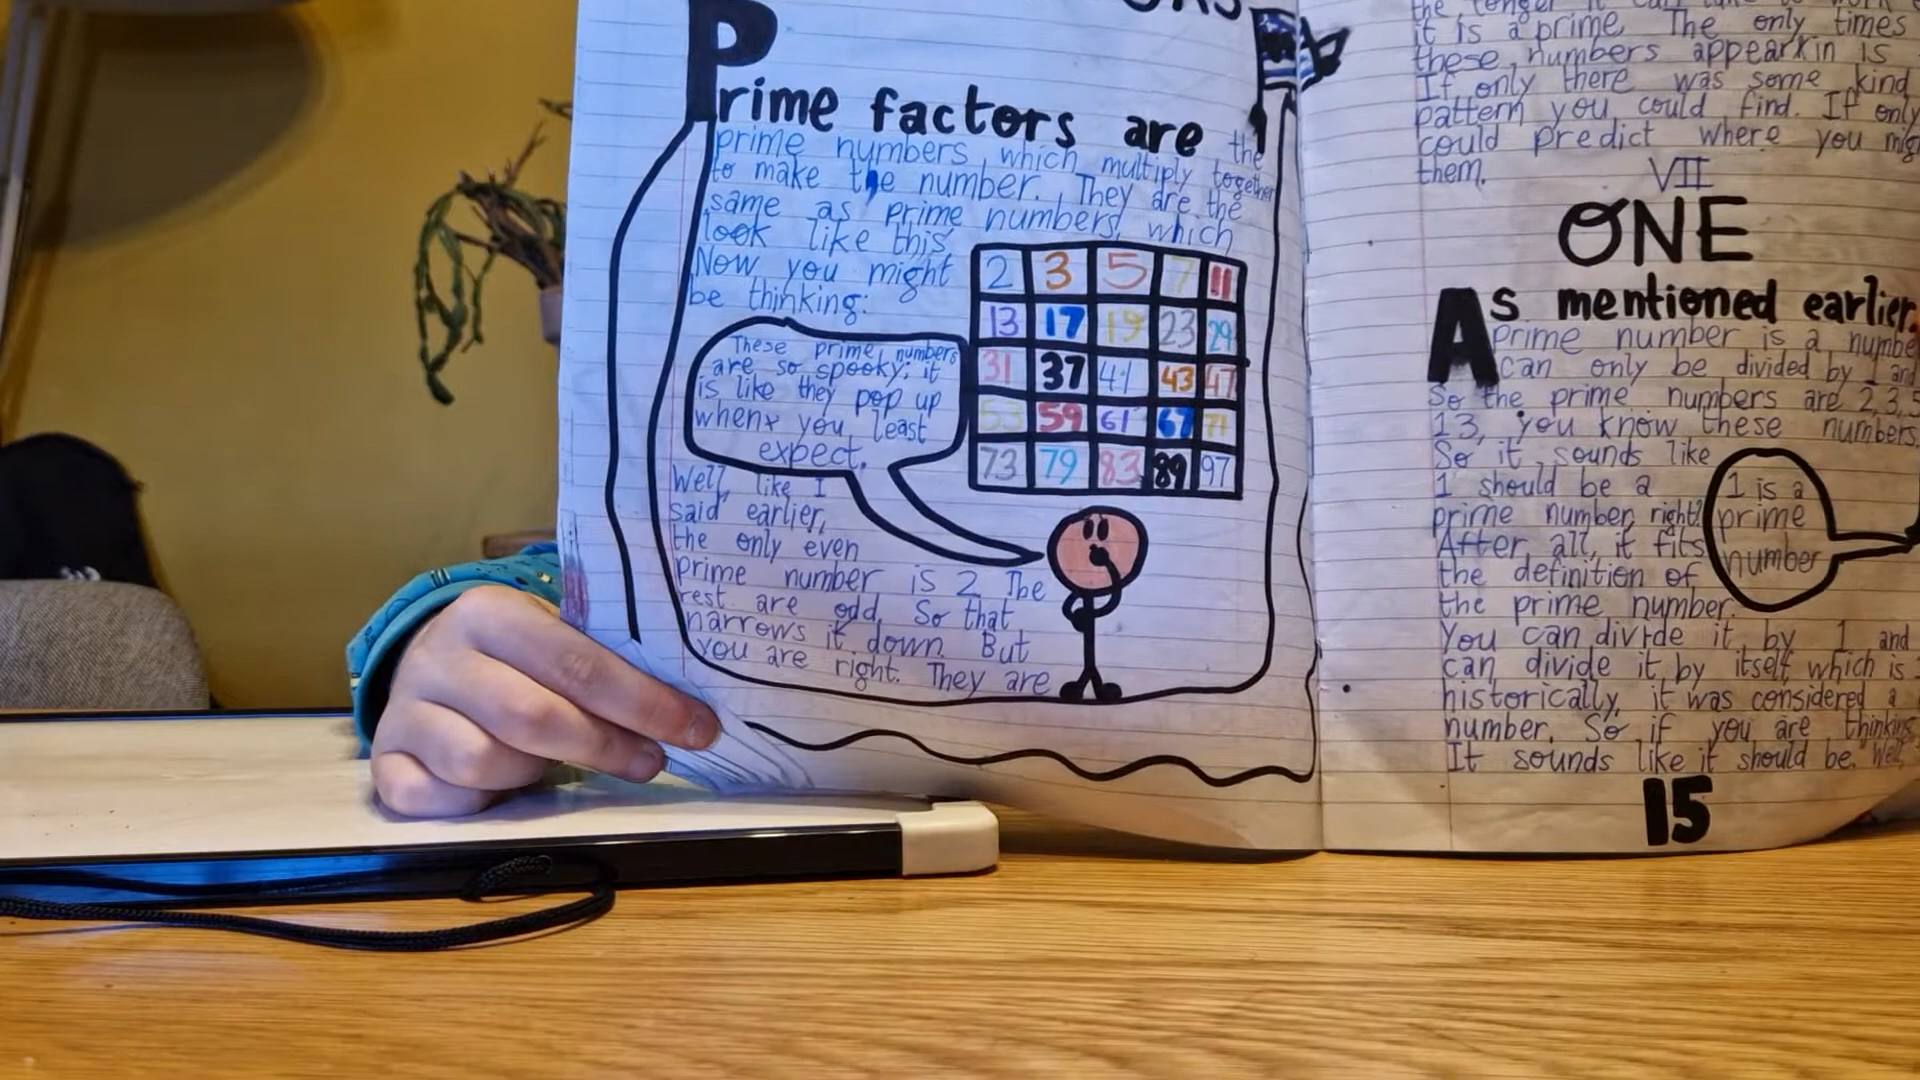 Prime factors are the
prime numbers which multiply together
to make the number. They are the
same as prime numbers, which
look like this
Now you might
be thinking:
2 3 5 7 11
13 17 19 23 29
31 37 41 43 47
53 59 61 67 71
73 79 83 89 97
These prime numbers
are so spooky; it
is like they pop up
when you least
expect.
Well, like I
said earlier,
the only even
prime number is 2 The
rest are odd. So that
narrows it down. But
you are right. They are
it is a prime. The only times
these numbers appear in is
If only there was some kind
pattern you could find. If only
could predict where you
them.
VII
ONE
As mentioned earlier,
prime number is a
can only be divided by 1 and
So the prime numbers are 2, 3, 5
13, you know these numbers.
So it sounds like
1 should be a
prime number right?
After all, it fits
the definition of
the prime number.
1 is a
prime
number
You can divide it by 1 and
can divide it by itself which is
historically, it was considered a
number. So if you are
It sounds like it should be. Well,
15